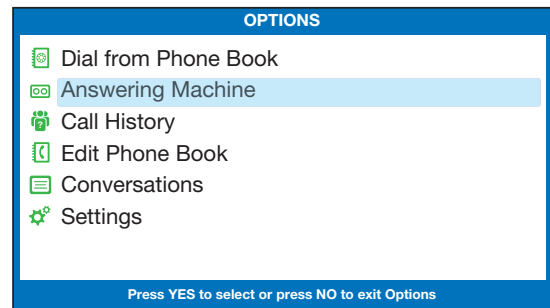 OPTIONS
Dial from Phone Book
Answering Machine
Call History
Edit Phone Book
Conversations
Settings
Press YES to select or press NO to exit Options